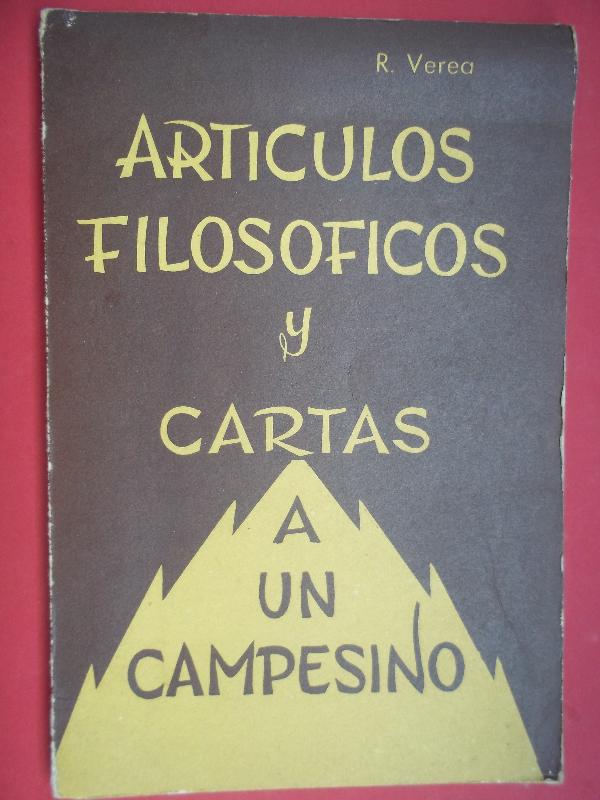 R. Verea
ARTICULOS
FILOSOFICOS
y
CARTAS
A
UN
CAMPESINO